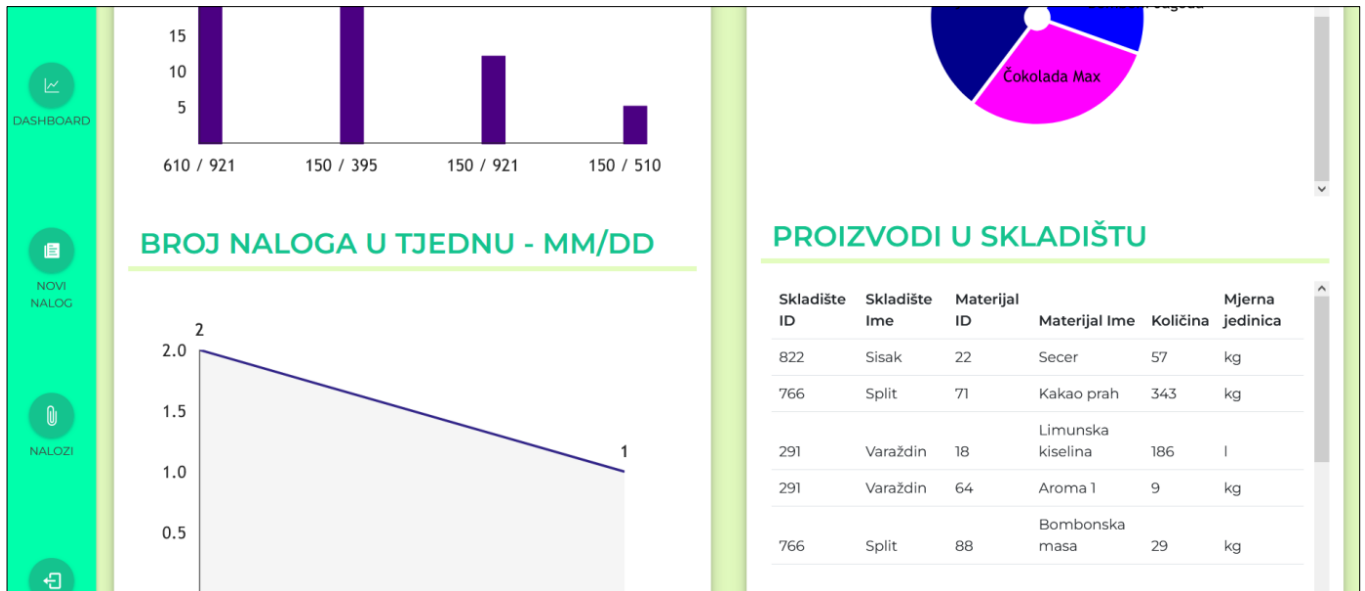 DASHBOARD
NOVI
NALOG
NALOZI
15
10
5
610 / 921 150 / 395 150 / 921 150 / 510
BROJ NALOGA U TJEDNU - MM/DD
2
2.0
1.5
1
1.0
0.5
Čokolada Max
PROIZVODI U SKLADIŠTU
Skladište ID Skladište Ime Materijal ID Materijal Ime Količina Mjerna jedinica
822 Sisak 22 Secer 57 kg
766 Split 71 Kakao prah 343 kg
291 Varaždin 18 Limunska kiselina 186 l
291 Varaždin 64 Aroma 1 9 kg
766 Split 88 Bombonska masa 29 kg